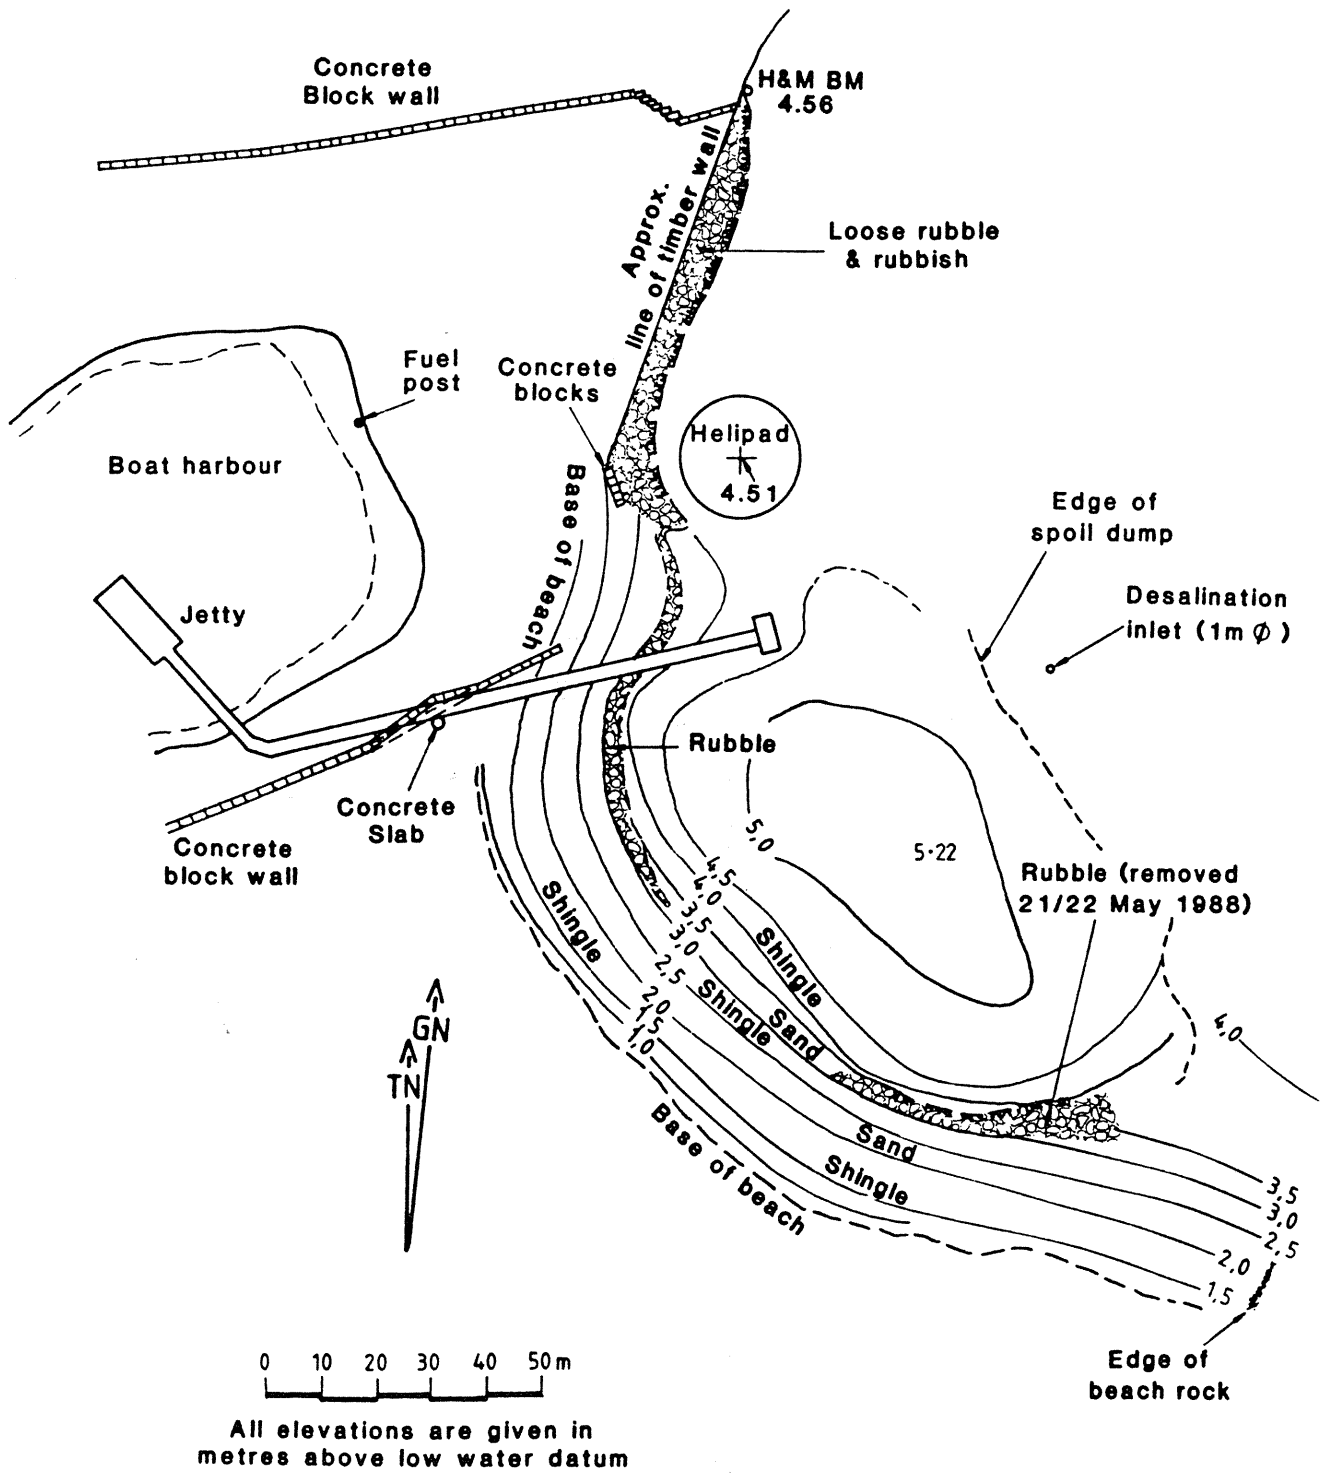 Concrete
Block wall
H&M BM
4.56
Approx.
line of timber wall
Loose rubble
& rubbish
Fuel
post
Concrete
blocks
Helipad
4.51
Boat harbour
Base of beach
Edge of
spoil dump
Desalination
inlet (1m Ø)
Jetty
Rubble
Concrete
Slab
Concrete
block wall
5,0
5·22
Rubble (removed
21/22 May 1988)
4,5
4,0
3,5
3,0
2,5
2,0
1,5
1,0
Shingle
Shingle
Shingle
Sand
4,0
GN
TN
Base of beach
Sand
Shingle
3,5
3,0
2,5
2,0
1,5
Edge of
beach rock
0 10 20 30 40 50m
All elevations are given in
metres above low water datum